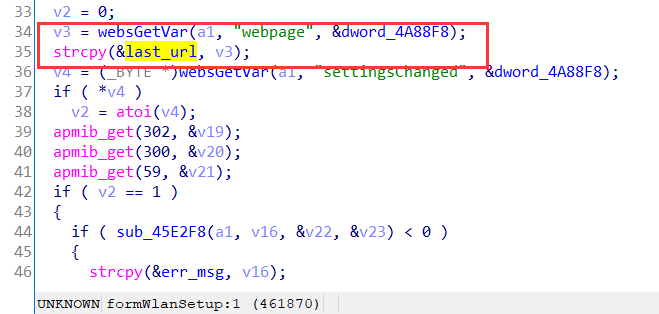 33 v2 = 0;
34 v3 = websGetVar(a1, "webpage", &dword_4A88F8);
35 strcpy(&last_url, v3);
36 v4 = (_BYTE *)websGetVar(a1, "settingsChanged", &dword_4A88F8);
37 if ( *v4 )
38 v2 = atoi(v4);
39 apmib_get(302, &v19);
40 apmib_get(300, &v20);
41 apmib_get(59, &v21);
42 if ( v2 == 1 )
43 {
44 if ( sub_45E2F8(a1, v16, &v22, &v23) < 0 )
45 {
46 strcpy(&err_msg, v16);
UNKNOWN formWlanSetup:1 (461870)